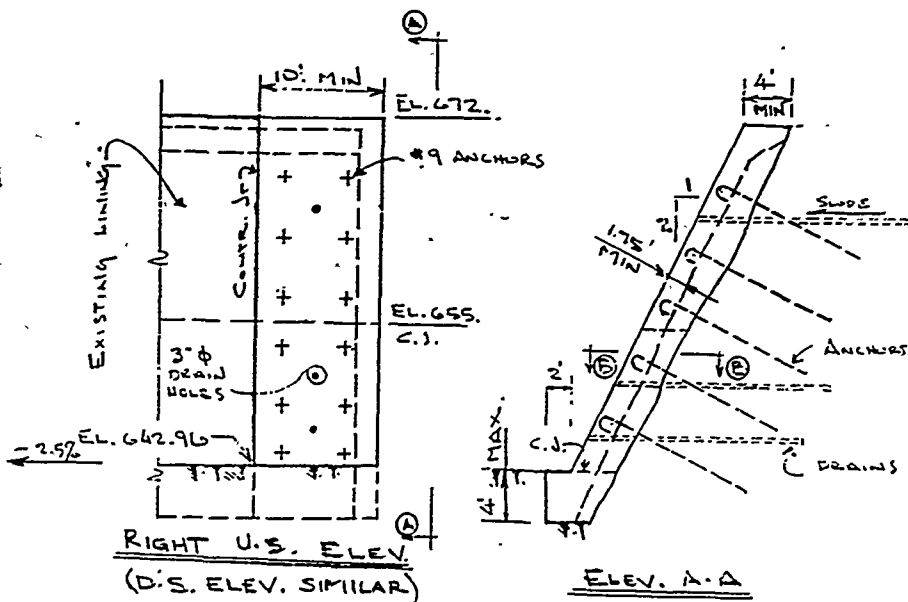 A
10' MIN
EL. 672.
#9 ANCHORS
EXISTING LINING.
CONTR. JT.
EL. 655.
C.J.
3" φ
DRAIN
HOLES
EL. 642.96
- 2.5%
A
RIGHT U.S. ELEV
(D.S. ELEV. SIMIILAR)
4'
MIN
1
2
SLOPE
1.75'
MIN
ANCHORS
B
B
2'
C.J.
4' MAX.
DRAINS
ELEV. A-A